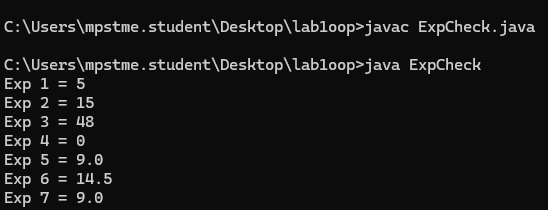 C:\Users\mpstme.student\Desktop\lab1oop>javac ExpCheck.java
C:\Users\mpstme.student\Desktop\lab1oop>java ExpCheck
Exp 1 = 5
Exp 2 = 15
Exp 3 = 48
Exp 4 = 0
Exp 5 = 9.0
Exp 6 = 14.5
Exp 7 = 9.0